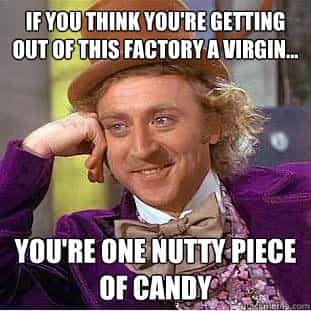 IF YOU THINK YOU'RE GETTING
OUT OF THIS FACTORY A VIRGIN...
YOU'RE ONE NUTTY PIECE
OF CANDY